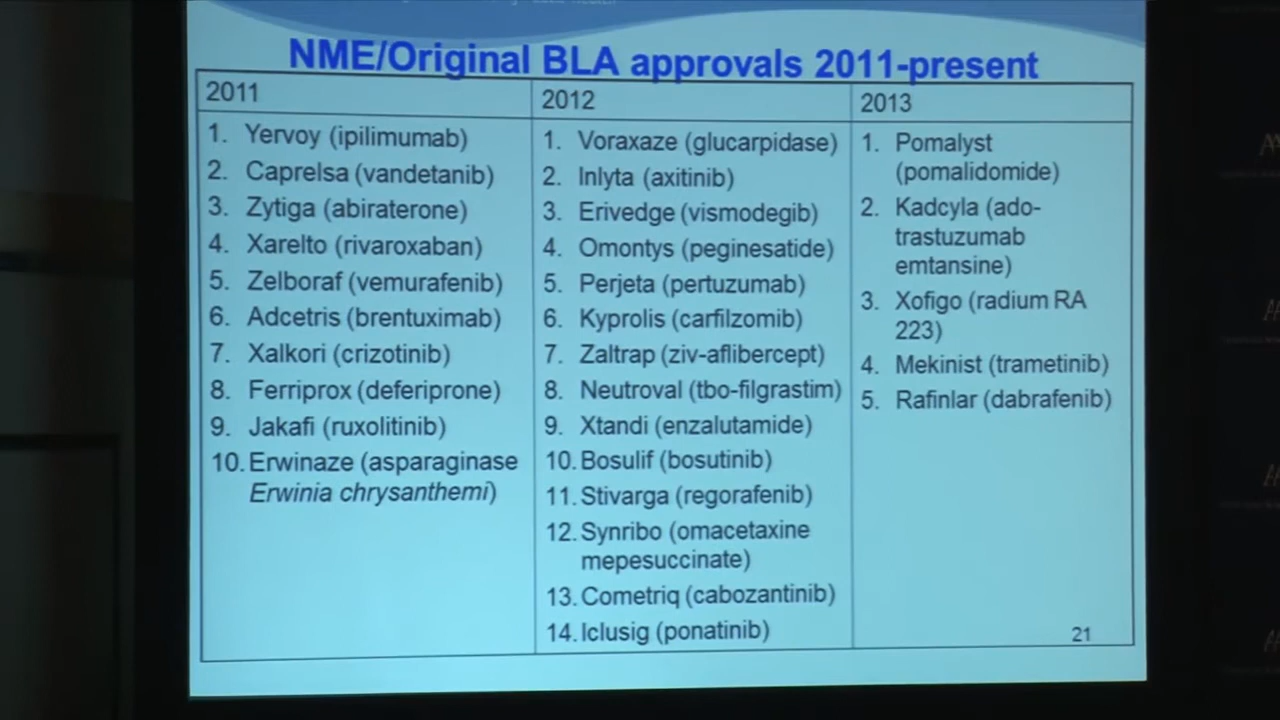 NME/Original BLA approvals 2011-present
2011
1. Yervoy (ipilimumab)
2. Caprelsa (vandetanib)
3. Zytiga (abiraterone)
4. Xarelto (rivaroxaban)
5. Zelboraf (vemurafenib)
6. Adcetris (brentuximab)
7. Xalkori (crizotinib)
8. Ferriprox (deferiprone)
9. Jakafi (ruxolitinib)
10. Erwinaze (asparaginase
Erwinia chrysanthemi)
2012
1. Voraxaze (glucarpidase)
2. Inlyta (axitinib)
3. Erivedge (vismodegib)
4. Omontys (peginesatide)
5. Perjeta (pertuzumab)
6. Kyprolis (carfilzomib)
7. Zaltrap (ziv-aflibercept)
8. Neutroval (tbo-filgrastim)
9. Xtandi (enzalutamide)
10. Bosulif (bosutinib)
11. Stivarga (regorafenib)
12. Synribo (omacetaxine
mepesuccinate)
13. Cometriq (cabozantinib)
14. Iclusig (ponatinib)
2013
1. Pomalyst
(pomalidomide)
2. Kadcyla (ado-
trastuzumab
emtansine)
3. Xofigo (radium RA
223)
4. Mekinist (trametinib)
5. Rafinlar (dabrafenib)
21